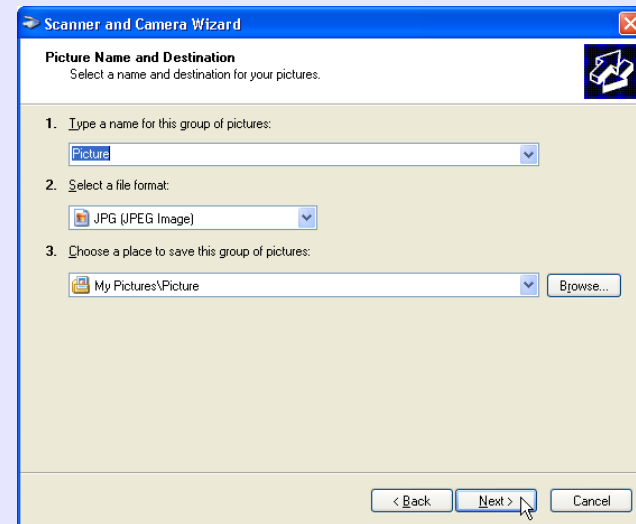 Scanner and Camera Wizard
Picture Name and Destination
Select a name and destination for your pictures.
1. Type a name for this group of pictures:
Picture
2. Select a file format:
JPG (JPEG Image)
3. Choose a place to save this group of pictures:
My Pictures\Picture
Browse...
< Back Next > Cancel